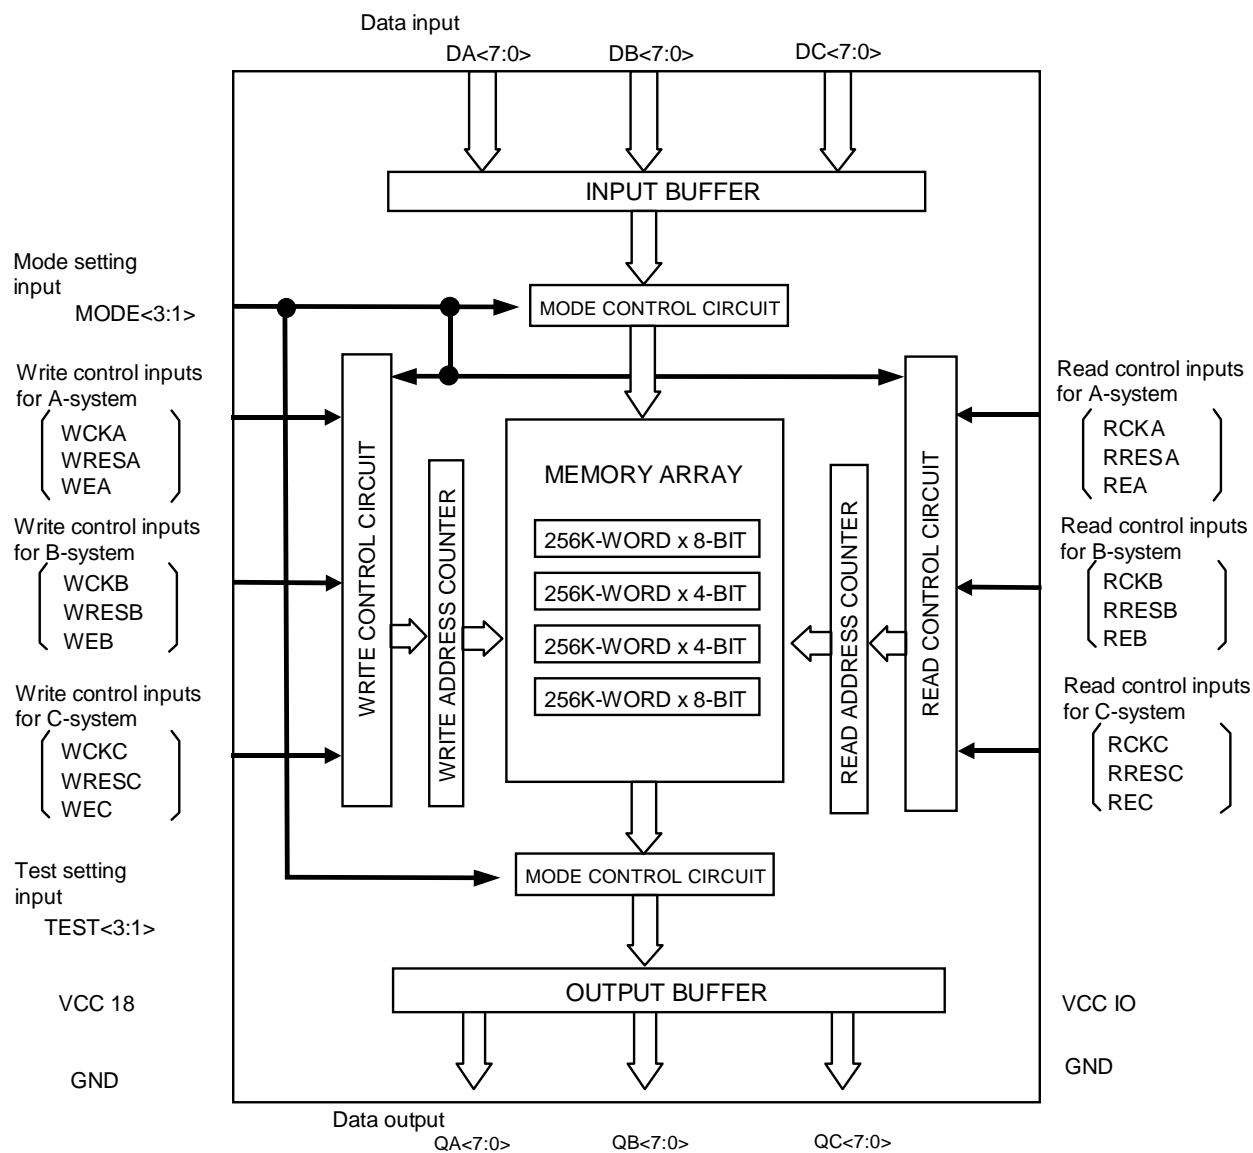 Data input
DA<7:0>
DB<7:0>
DC<7:0>
INPUT BUFFER
Mode setting
input
MODE<3:1>
MODE CONTROL CIRCUIT
Write control inputs
for A-system
WCKA
WRESA
WEA
Write control inputs
for B-system
WCKB
WRESB
WEB
Write control inputs
for C-system
WCKC
WRESC
WEC
WRITE CONTROL CIRCUIT
WRITE ADDRESS COUNTER
MEMORY ARRAY
256K-WORD x 8-BIT
256K-WORD x 4-BIT
256K-WORD x 4-BIT
256K-WORD x 8-BIT
READ ADDRESS COUNTER
READ CONTROL CIRCUIT
Read control inputs
for A-system
RCKA
RRESA
REA
Read control inputs
for B-system
RCKB
RRESB
REB
Read control inputs
for C-system
RCKC
RRESC
REC
Test setting
input
TEST<3:1>
MODE CONTROL CIRCUIT
OUTPUT BUFFER
VCC 18
GND
VCC IO
GND
Data output
QA<7:0>
QB<7:0>
QC<7:0>